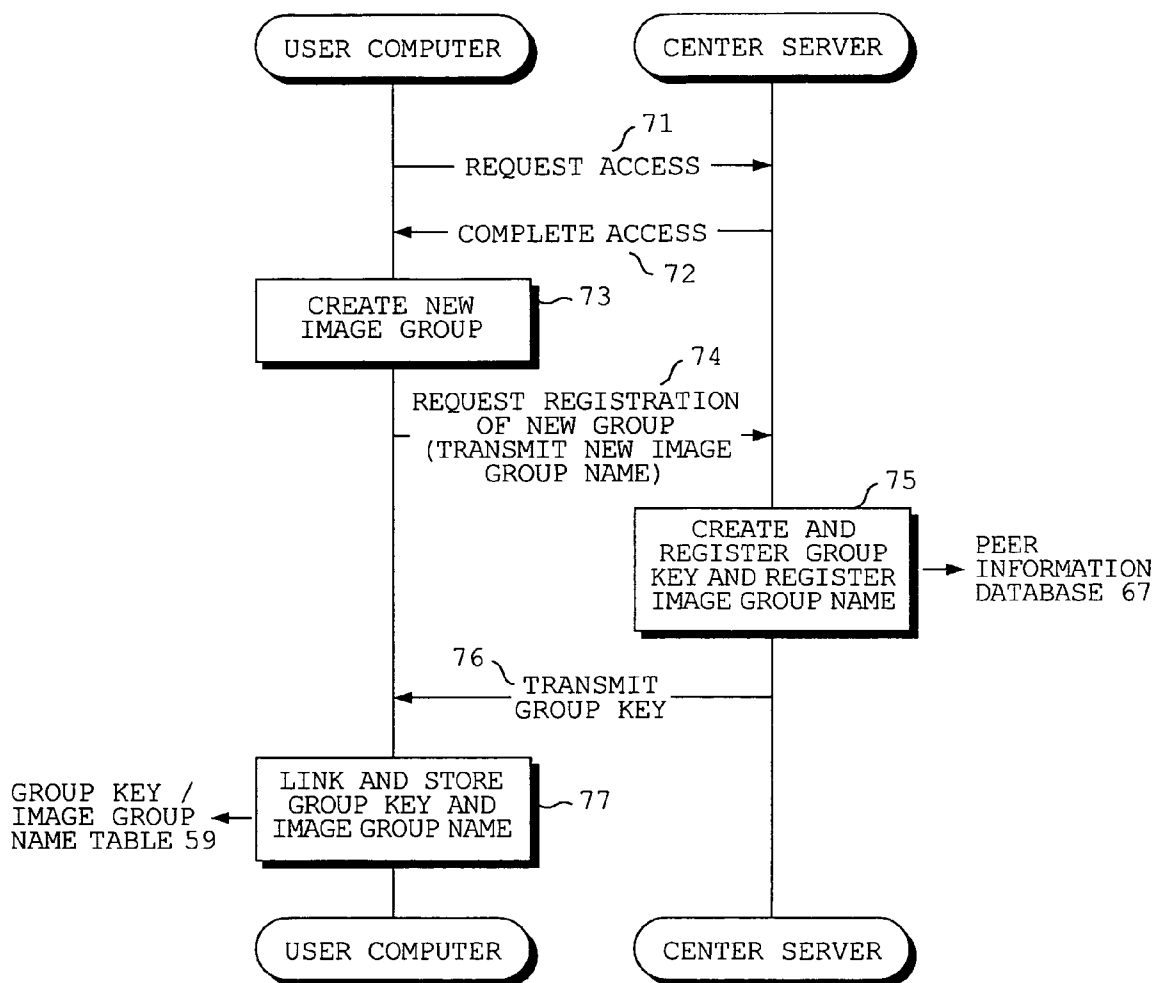 USER COMPUTER
CENTER SERVER
71
REQUEST ACCESS
COMPLETE ACCESS
72
CREATE NEW
IMAGE GROUP
73
74
REQUEST REGISTRATION
OF NEW GROUP
(TRANSMIT NEW IMAGE
GROUP NAME)
75
CREATE AND
REGISTER GROUP
KEY AND REGISTER
IMAGE GROUP NAME
PEER
INFORMATION
DATABASE 67
76
TRANSMIT
GROUP KEY
GROUP KEY /
IMAGE GROUP
NAME TABLE 59
LINK AND STORE
GROUP KEY AND
IMAGE GROUP NAME
77
USER COMPUTER
CENTER SERVER